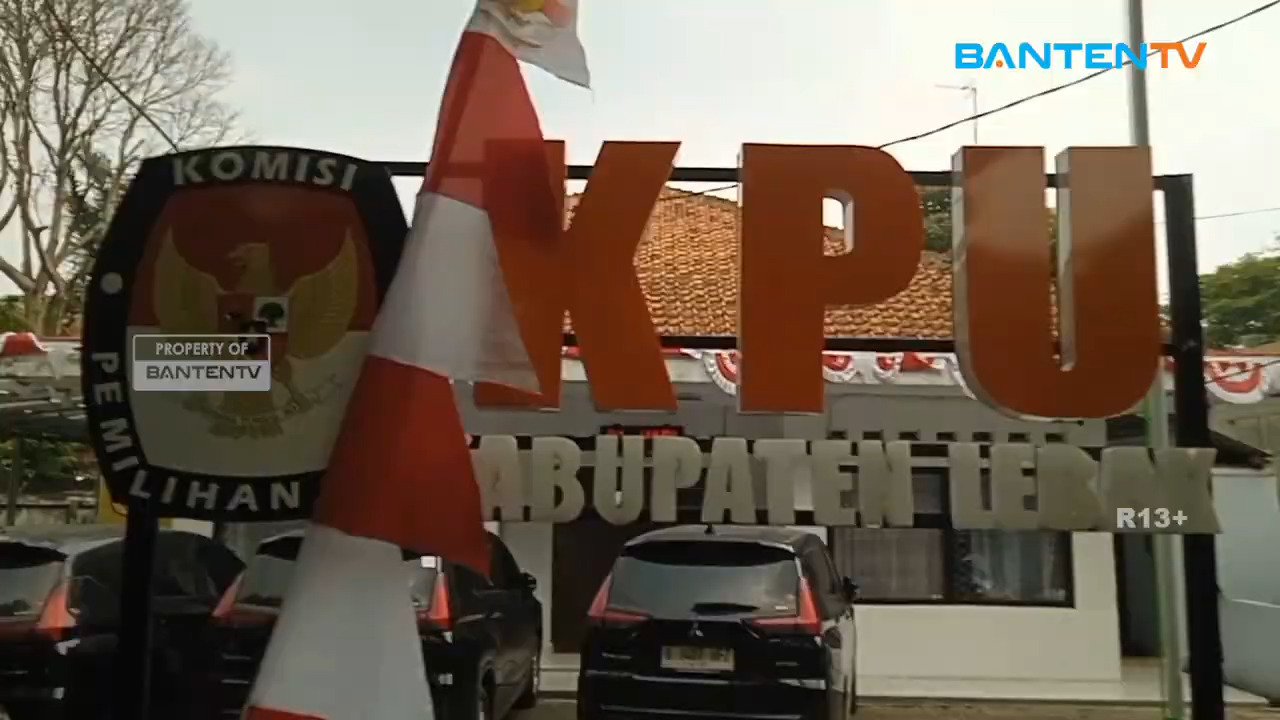 BANTENTV
KOMISI
PEMILIHAN
KPU
KABUPATEN LEBAK
PROPERTY OF
BANTENTV
R13+